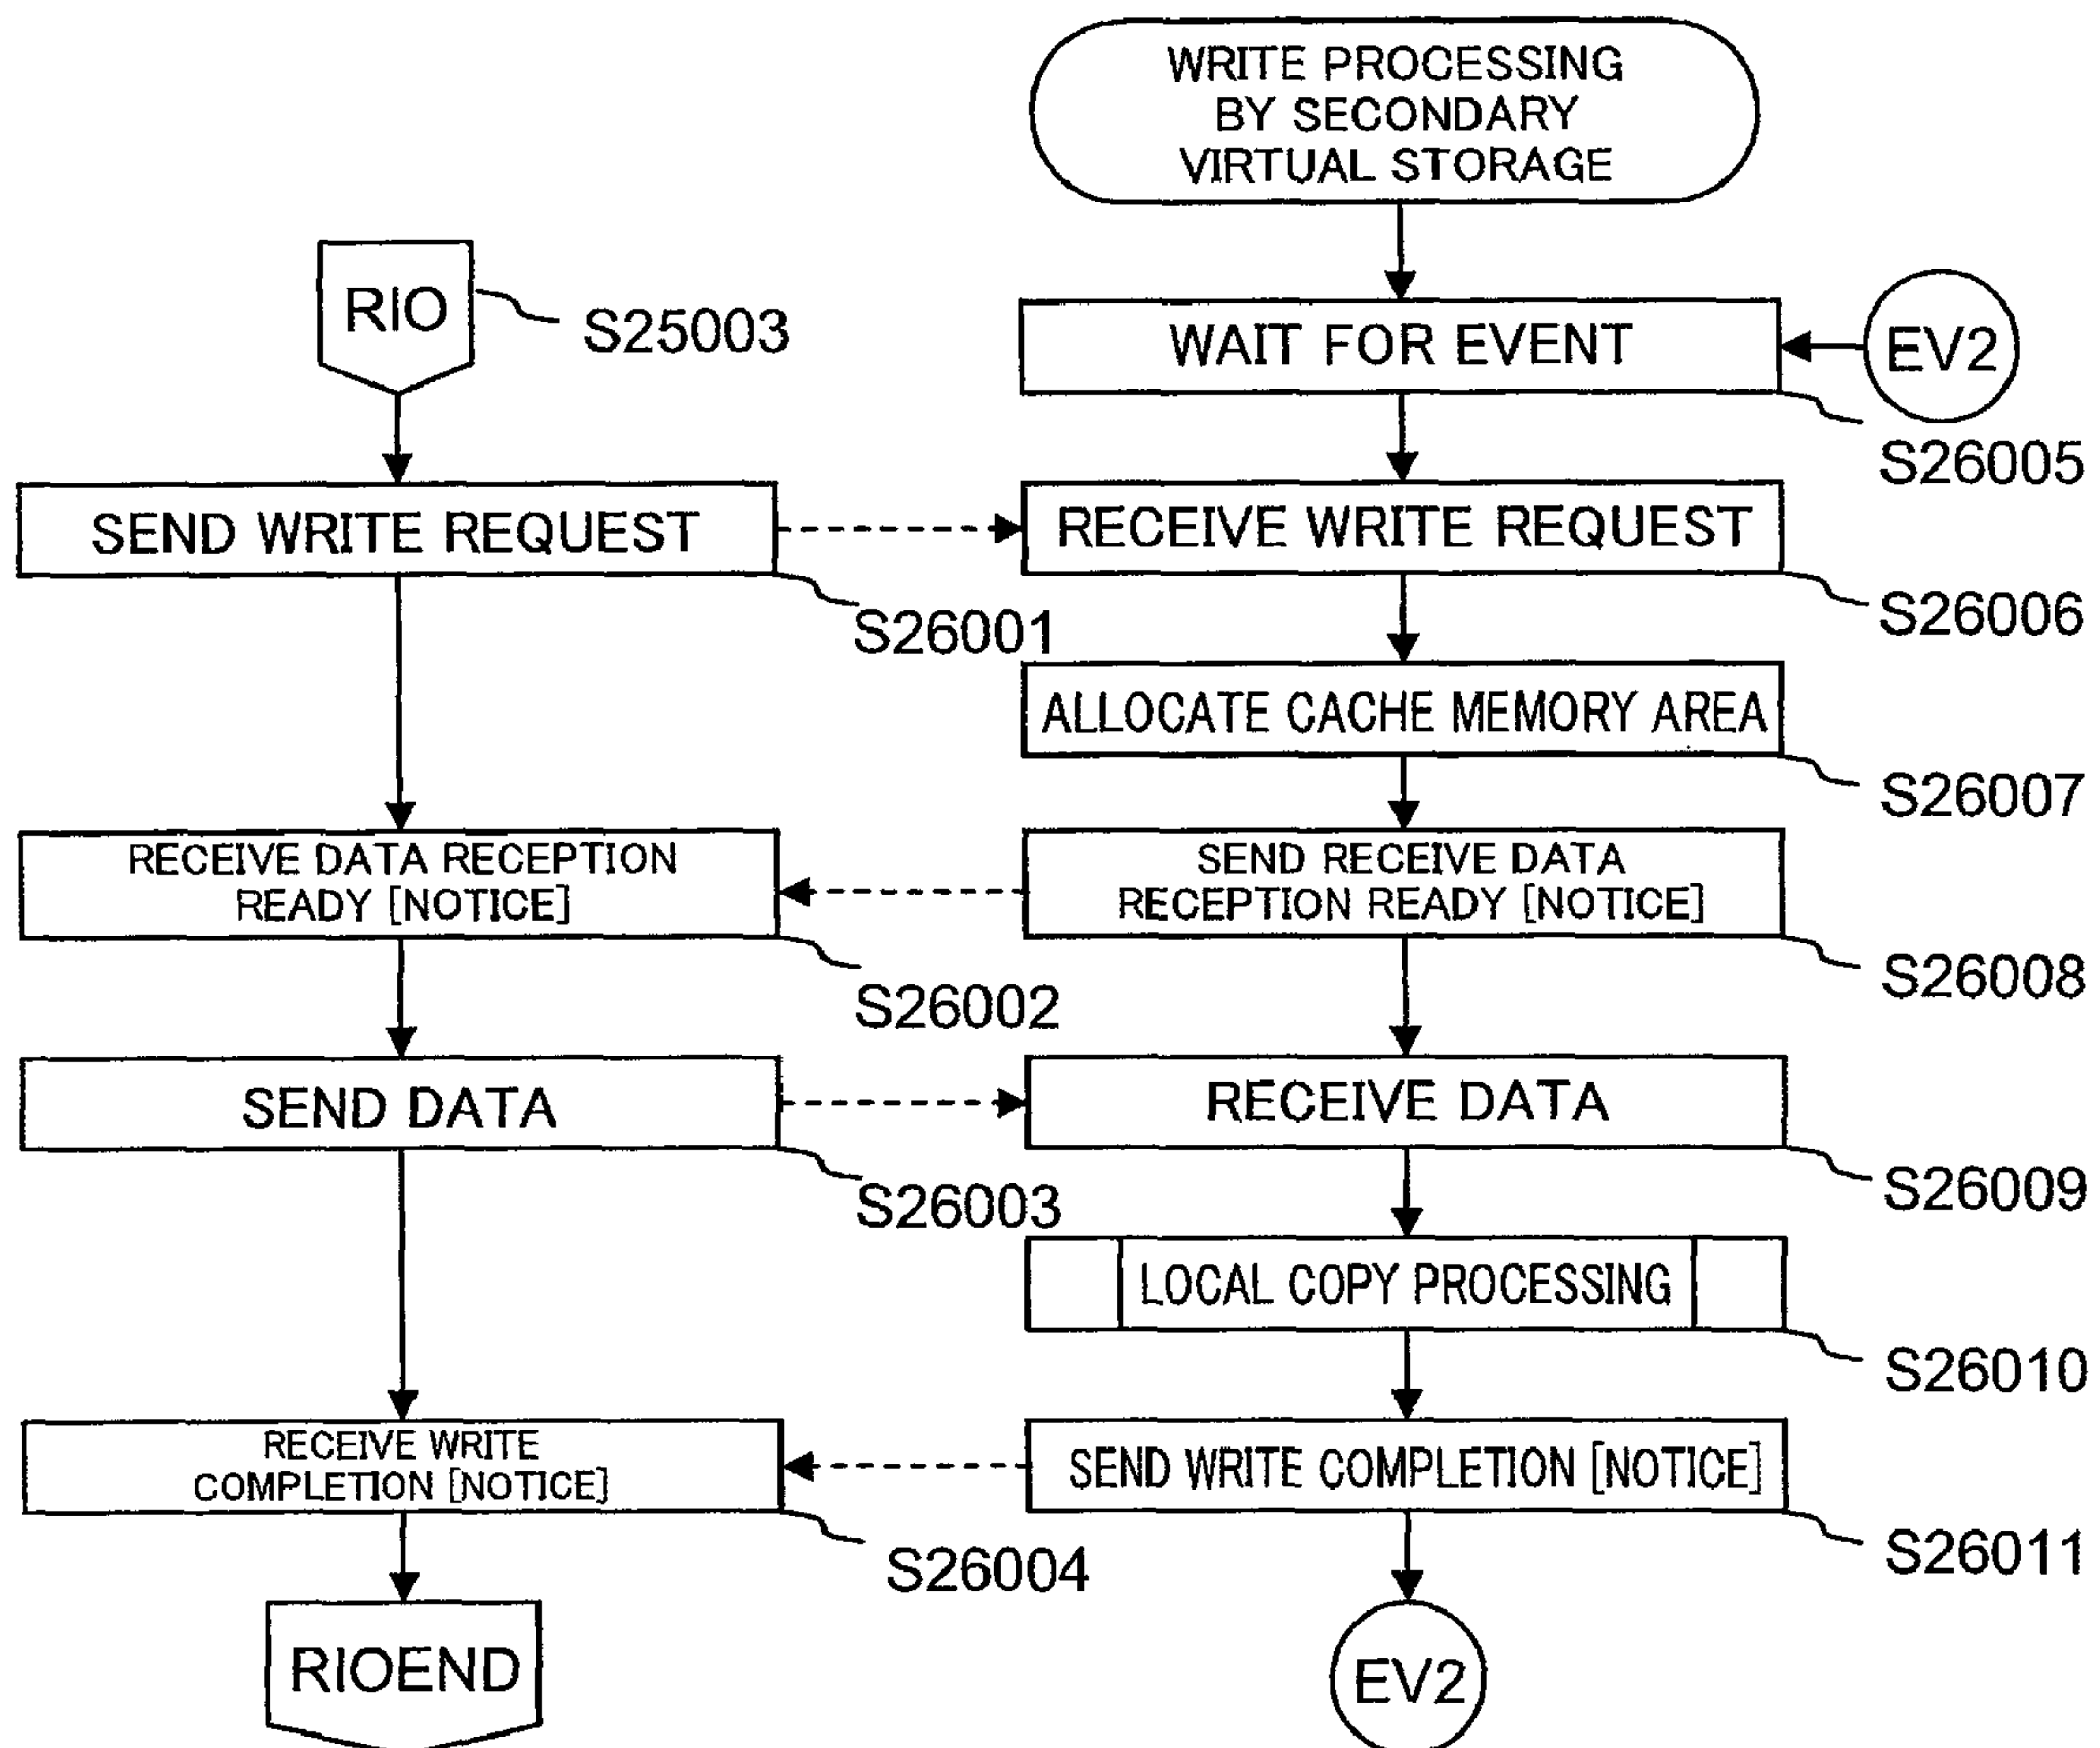 WRITE PROCESSING
BY SECONDARY
VIRTUAL STORAGE
RIO
S25003
WAIT FOR EVENT
EV2
S26005
SEND WRITE REQUEST
RECEIVE WRITE REQUEST
S26001
S26006
ALLOCATE CACHE MEMORY AREA
S26007
RECEIVE DATA RECEPTION
READY [NOTICE]
SEND RECEIVE DATA
RECEPTION READY [NOTICE]
S26002
S26008
SEND DATA
RECEIVE DATA
S26003
S26009
LOCAL COPY PROCESSING
S26010
RECEIVE WRITE
COMPLETION [NOTICE]
SEND WRITE COMPLETION [NOTICE]
S26004
S26011
RIOEND
EV2